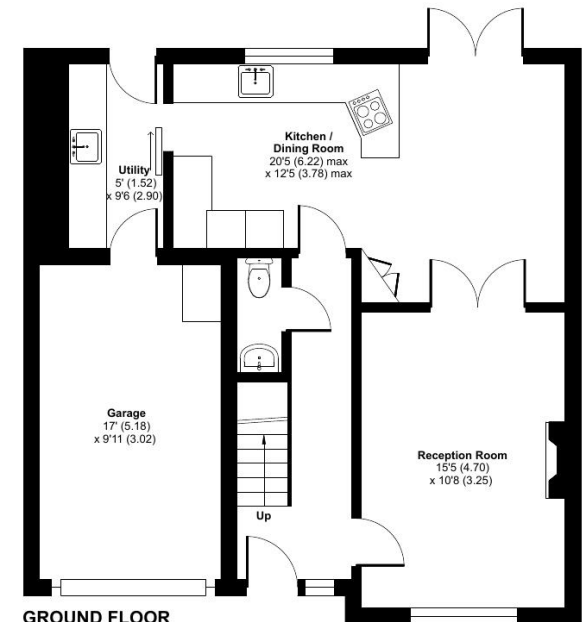 Kitchen /
Dining Room
20'5 (6.22) max
x 12'5 (3.78) max
Utility
5' (1.52)
x 9'6 (2.90)
Garage
17' (5.18)
x 9'11 (3.02)
Reception Room
15'5 (4.70)
x 10'8 (3.25)
Up
GROUND FLOOR